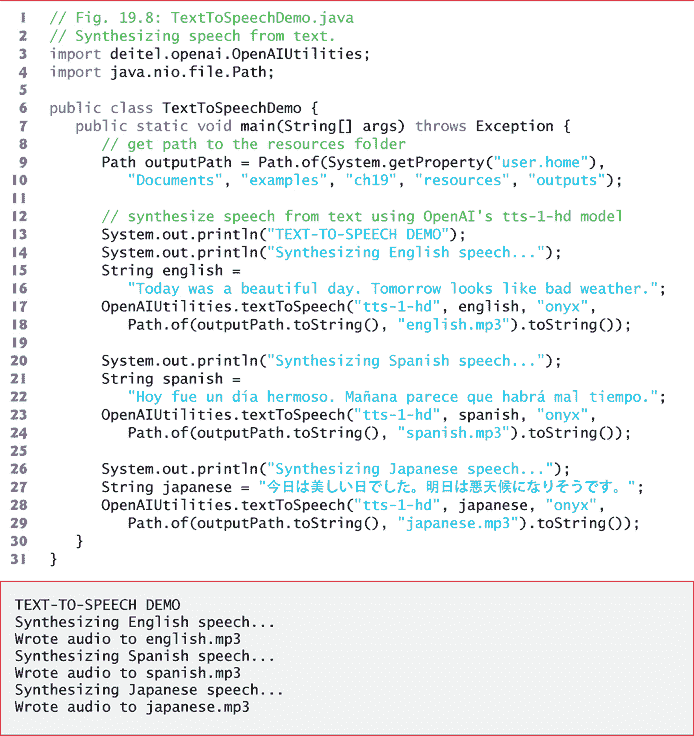 1 // Fig. 19.8: TextToSpeechDemo.java
2 // Synthesizing speech from text.
3 import deitel.openai.OpenAIUtilities;
4 import java.nio.file.Path;
5
6 public class TextToSpeechDemo {
7 public static void main(String[] args) throws Exception {
8 // get path to the resources folder
9 Path outputPath = Path.of(System.getProperty("user.home"),
10 "Documents", "examples", "ch19", "resources", "outputs");
11
12 // synthesize speech from text using OpenAI's tts-1-hd model
13 System.out.println("TEXT-TO-SPEECH DEMO");
14 System.out.println("Synthesizing English speech...");
15 String english =
16 "Today was a beautiful day. Tomorrow looks like bad weather.";
17 OpenAIUtilities.textToSpeech("tts-1-hd", english, "onyx",
18 Path.of(outputPath.toString(), "english.mp3").toString());
19
20 System.out.println("Synthesizing Spanish speech...");
21 String spanish =
22 "Hoy fue un día hermoso. Mañana parece que habrá mal tiempo.";
23 OpenAIUtilities.textToSpeech("tts-1-hd", spanish, "onyx",
24 Path.of(outputPath.toString(), "spanish.mp3").toString());
25
26 System.out.println("Synthesizing Japanese speech...");
27 String japanese = "今日は美しい日でした。明日は悪天候になりそうです。";
28 OpenAIUtilities.textToSpeech("tts-1-hd", japanese, "onyx",
29 Path.of(outputPath.toString(), "japanese.mp3").toString());
30 }
31 }
TEXT-TO-SPEECH DEMO
Synthesizing English speech...
Wrote audio to english.mp3
Synthesizing Spanish speech...
Wrote audio to spanish.mp3
Synthesizing Japanese speech...
Wrote audio to japanese.mp3